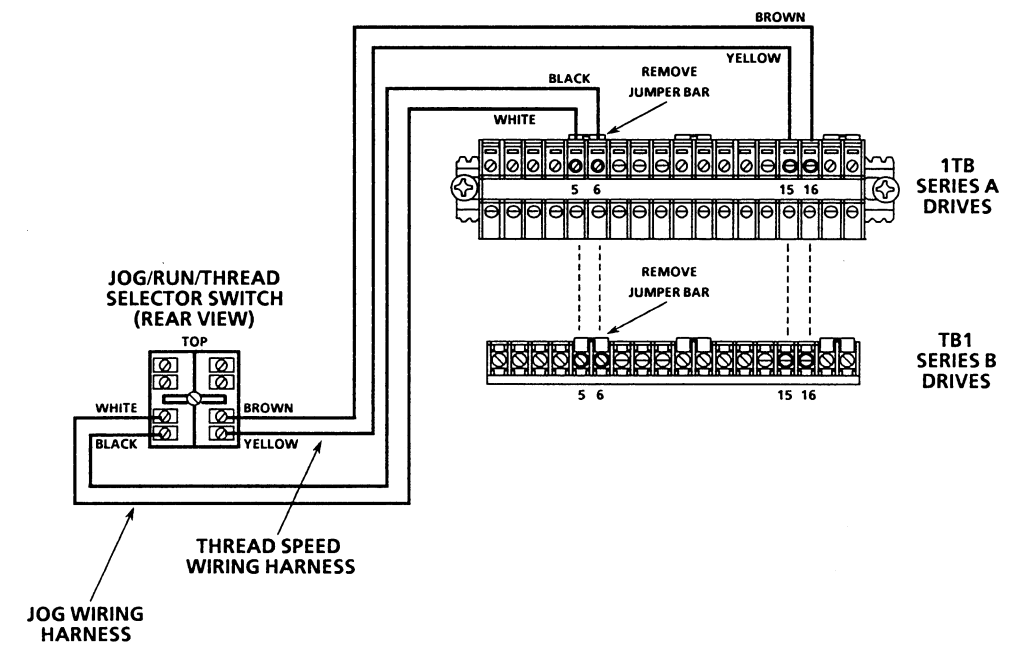 BROWN
YELLOW
BLACK
WHITE
REMOVE
JUMPER BAR
5 6 15 16
1TB
SERIES A
DRIVES
REMOVE
JUMPER BAR
5 6 15 16
TB1
SERIES B
DRIVES
JOG/RUN/THREAD
SELECTOR SWITCH
(REAR VIEW)
TOP
WHITE
BROWN
BLACK
YELLOW
THREAD SPEED
WIRING HARNESS
JOG WIRING
HARNESS